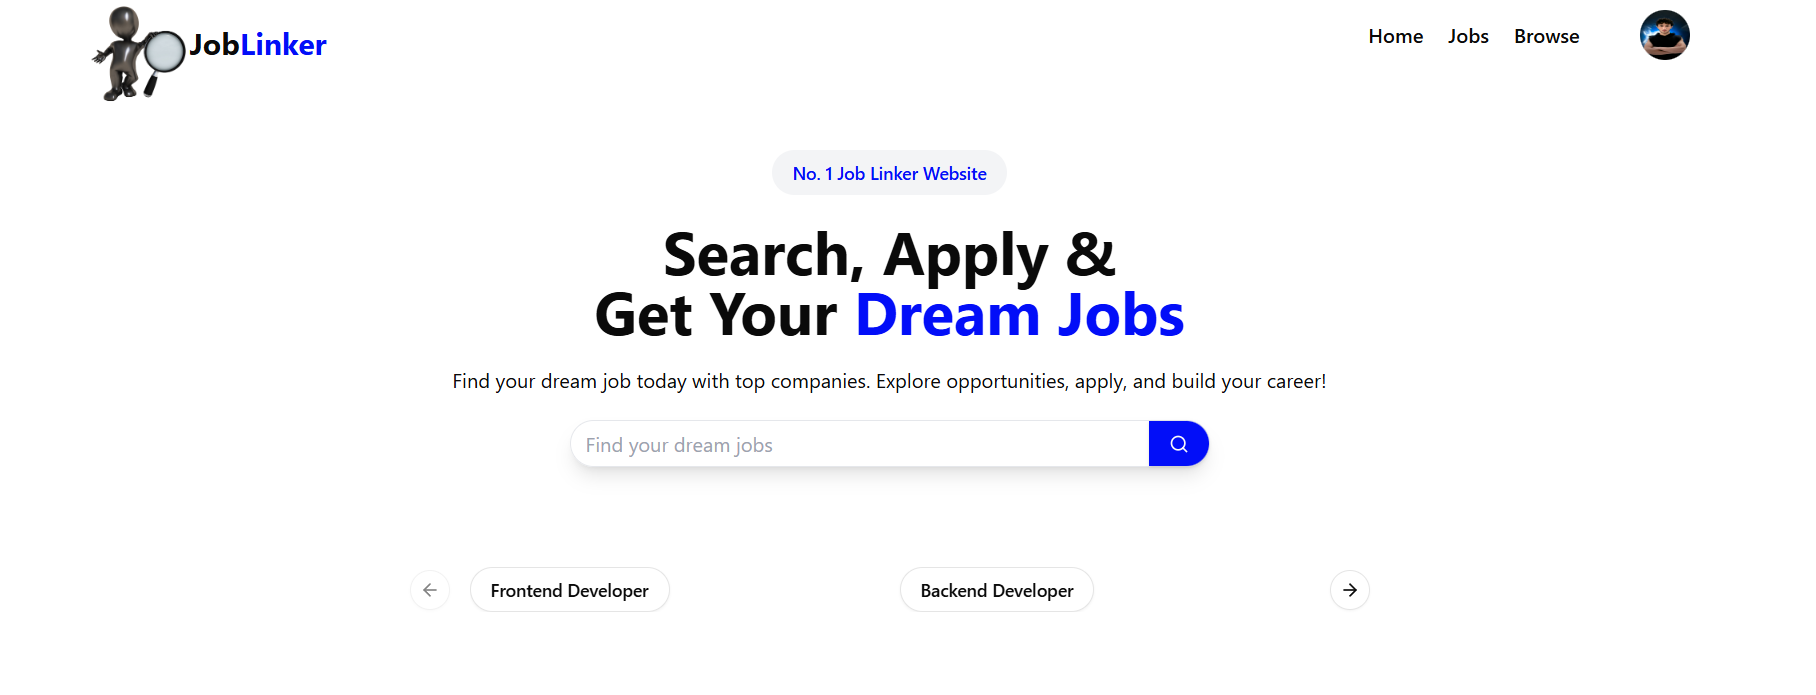 JobLinker
Home Jobs Browse
No. 1 Job Linker Website
Search, Apply &
Get Your Dream Jobs
Find your dream job today with top companies. Explore opportunities, apply, and build your career!
Find your dream jobs
Frontend Developer
Backend Developer